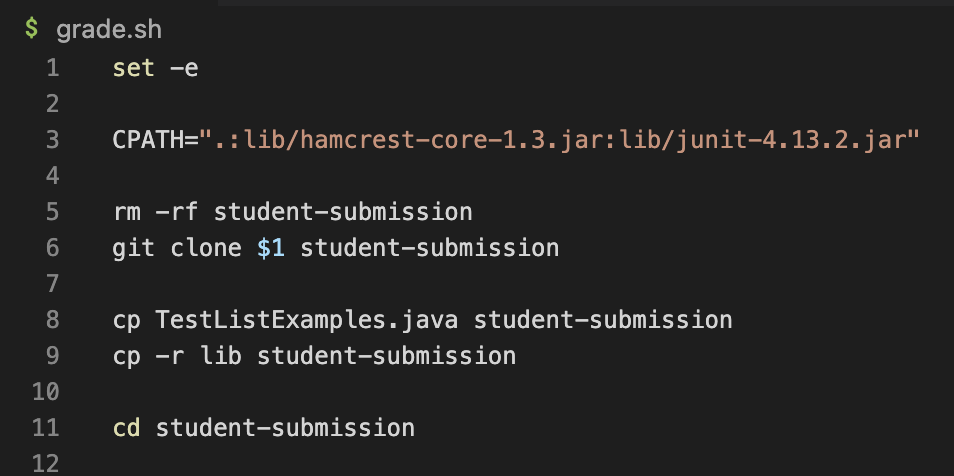 $ grade.sh
1 set -e
2
3 CPATH=".:lib/hamcrest-core-1.3.jar:lib/junit-4.13.2.jar"
4
5 rm -rf student-submission
6 git clone $1 student-submission
7
8 cp TestListExamples.java student-submission
9 cp -r lib student-submission
10
11 cd student-submission
12